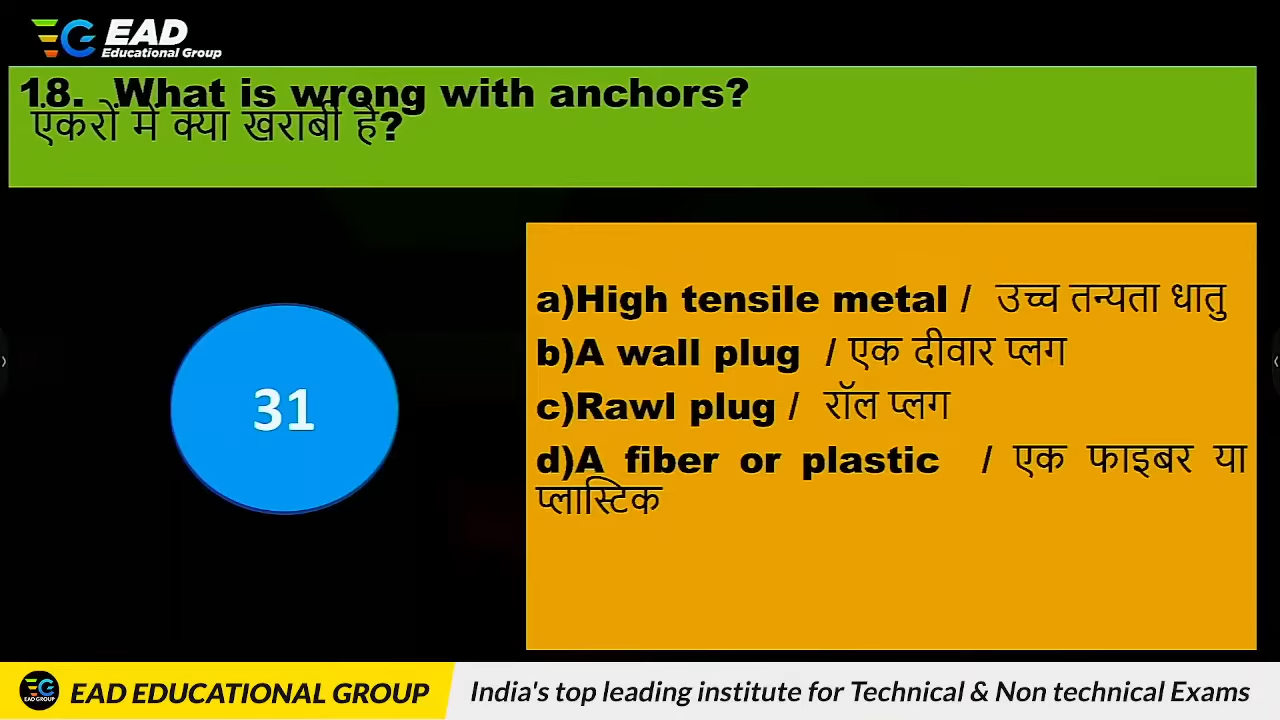 EAD
Educational Group
18. What is wrong with anchors?
एंकरों में क्या खराबी है?
31
a)High tensile metal / उच्च तन्यता धातु
b)A wall plug / एक दीवार प्लग
c)Rawl plug / रॉल प्लग
d)A fiber or plastic / एक फाइबर या
प्लास्टिक
EAD GROUP
EAD EDUCATIONAL GROUP
India's top leading institute for Technical & Non technical Exams